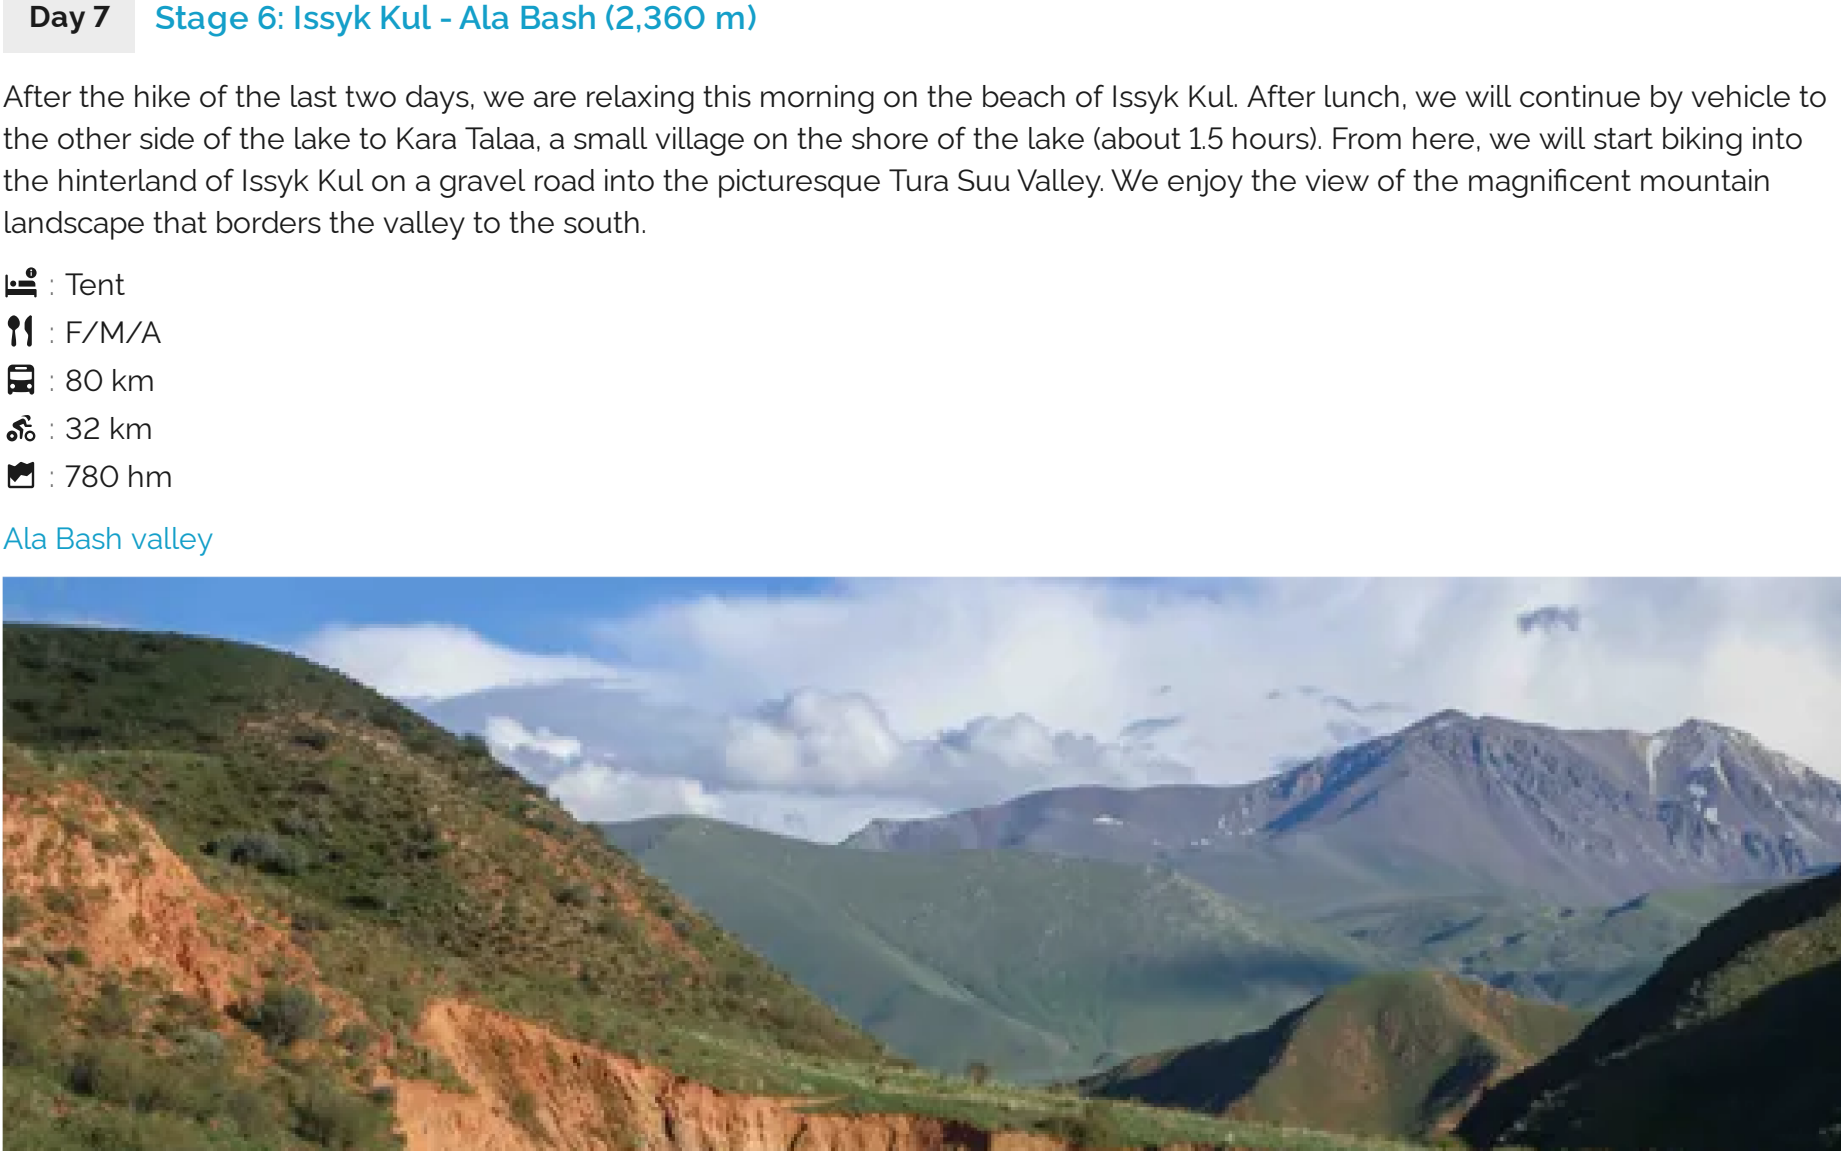 Day 7
Stage 6: Issyk Kul - Ala Bash (2,360 m)
After the hike of the last two days, we are relaxing this morning on the beach of Issyk Kul. After lunch, we will continue by vehicle to
the other side of the lake to Kara Talaa, a small village on the shore of the lake (about 1.5 hours). From here, we will start biking into
the hinterland of Issyk Kul on a gravel road into the picturesque Tura Suu Valley. We enjoy the view of the magnificent mountain
landscape that borders the valley to the south.
: Tent
: F/M/A
: 80 km
: 32 km
: 780 hm
Ala Bash valley